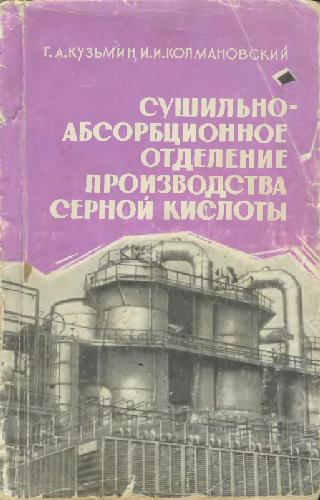 Г. А. КУЗЬМИН, И. И. КОЛМАНОВСКИЙ
СУШИЛЬНО-
АБСОРБЦИОННОЕ
ОТДЕЛЕНИЕ
ПРОИЗВОДСТВА
СЕРНОЙ КИСЛОТЫ